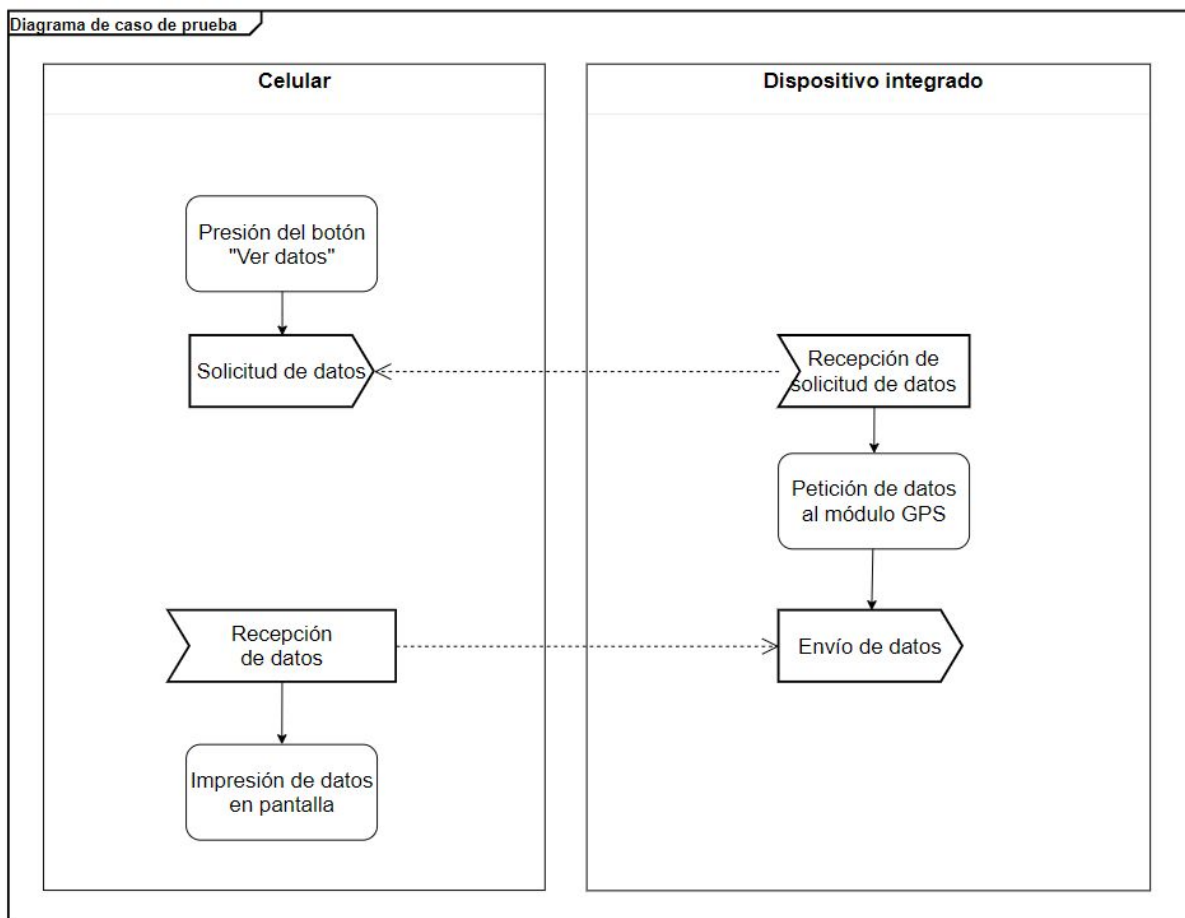 Diagrama de caso de prueba
Celular
Dispositivo integrado
Presión del botón
"Ver datos"
Solicitud de datos
Recepción de
solicitud de datos
Petición de datos
al módulo GPS
Recepción
de datos
Envío de datos
Impresión de datos
en pantalla